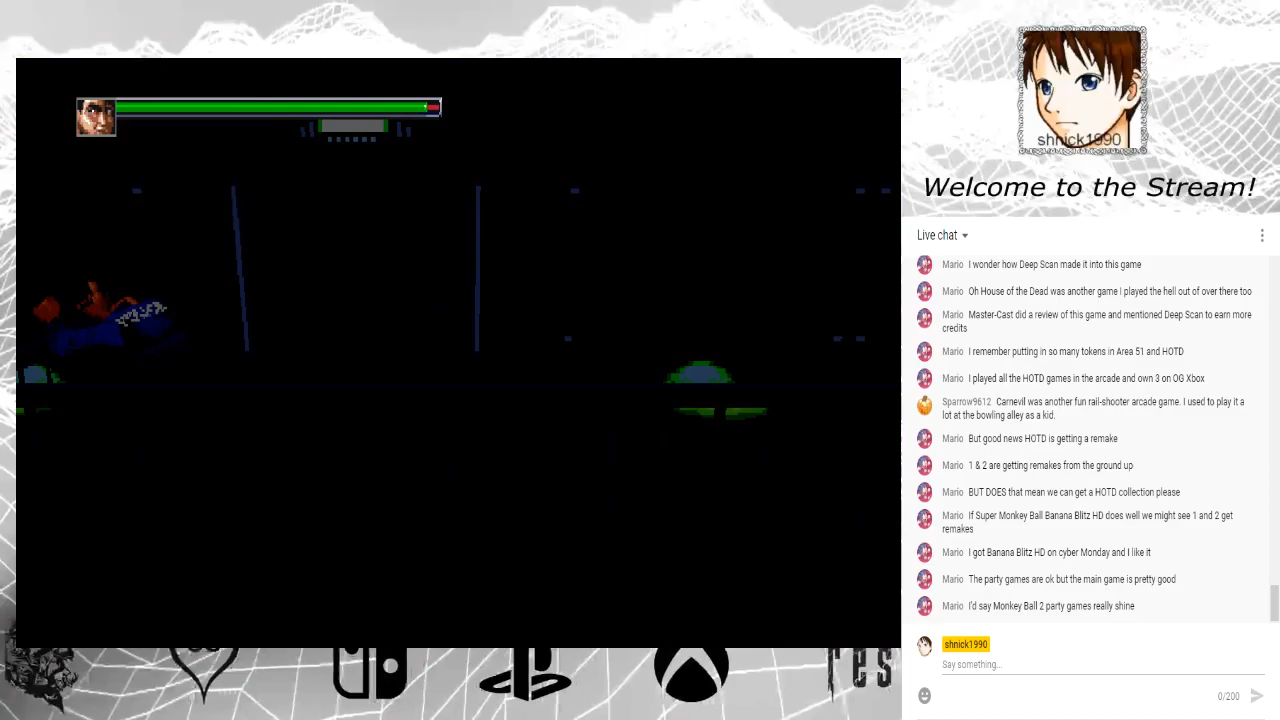 shnick1990
Welcome to the Stream!
Live chat
Mario I wonder how Deep Scan made it into this game
Mario Oh House of the Dead was another game I played the hell out of over there too
Mario Master-Cast did a review of this game and mentioned Deep Scan to earn more
credits
Mario I remember putting in so many tokens in Area 51 and HOTD
Mario I played all the HOTD games in the arcade and own 3 on OG Xbox
Sparrow9612 Carnevil was another fun rail-shooter arcade game. I used to play it a
lot at the bowling alley as a kid.
Mario But good news HOTD is getting a remake
Mario 1 & 2 are getting remakes from the ground up
Mario BUT DOES that mean we can get a HOTD collection please
Mario If Super Monkey Ball Banana Blitz HD does well we might see 1 and 2 get
remakes
Mario I got Banana Blitz HD on cyber Monday and I like it
Mario The party games are ok but the main game is pretty good
Mario I'd say Monkey Ball 2 party games really shine
shnick1990
Say something...
0/200
res